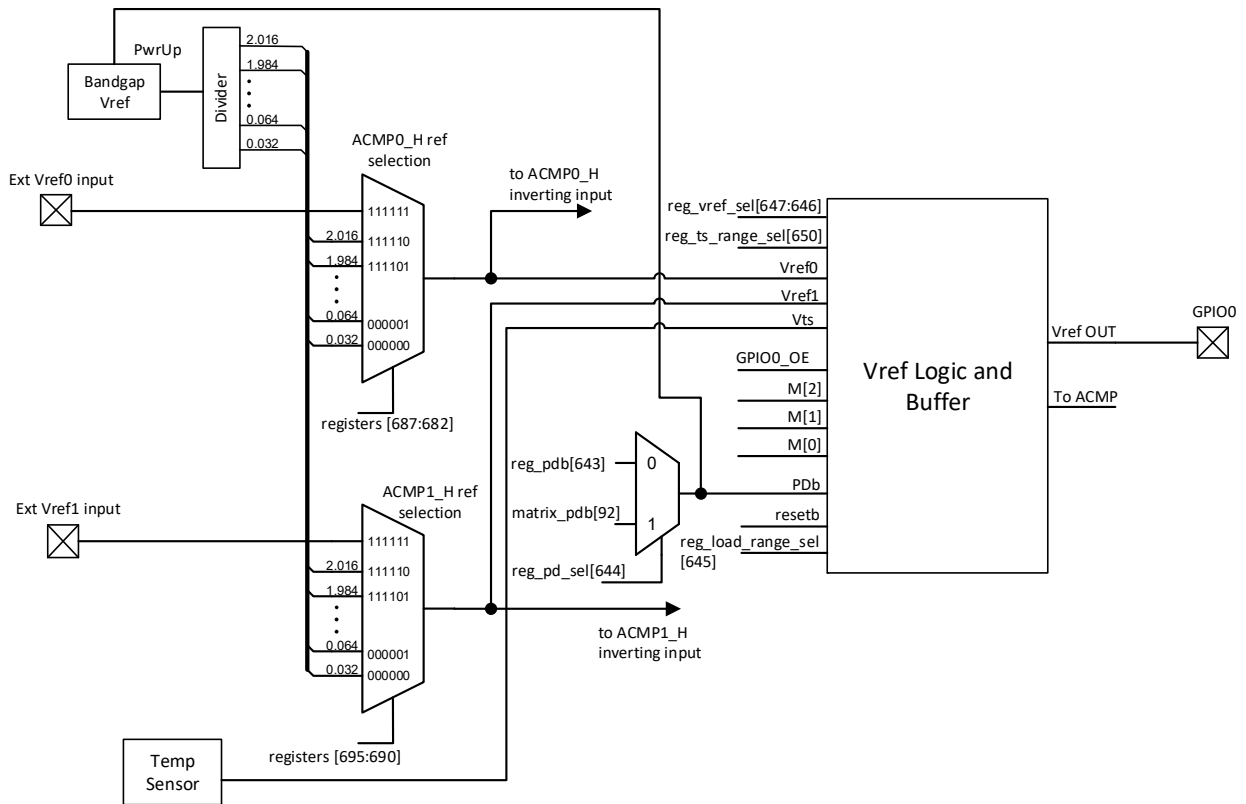 PwrUp
Bandgap
Vref
Divider
2.016
1.984
0.064
0.032
Ext Vref0 input
ACMP0_H ref
selection
111111
2.016
111110
1.984
111101
0.064
000001
0.032
000000
registers [687:682]
to ACMP0_H
inverting input
Ext Vref1 input
ACMP1_H ref
selection
111111
2.016
111110
1.984
111101
0.064
000001
0.032
000000
registers [695:690]
to ACMP1_H
inverting input
Temp
Sensor
reg_pdb[643]
0
matrix_pdb[92]
1
reg_pd_sel[644]
reg_vref_sel[647:646]
reg_ts_range_sel[650]
Vref0
Vref1
Vts
GPIO0_OE
M[2]
M[1]
M[0]
PDb
resetb
reg_load_range_sel
[645]
Vref Logic and
Buffer
Vref OUT
To ACMP
GPIO0